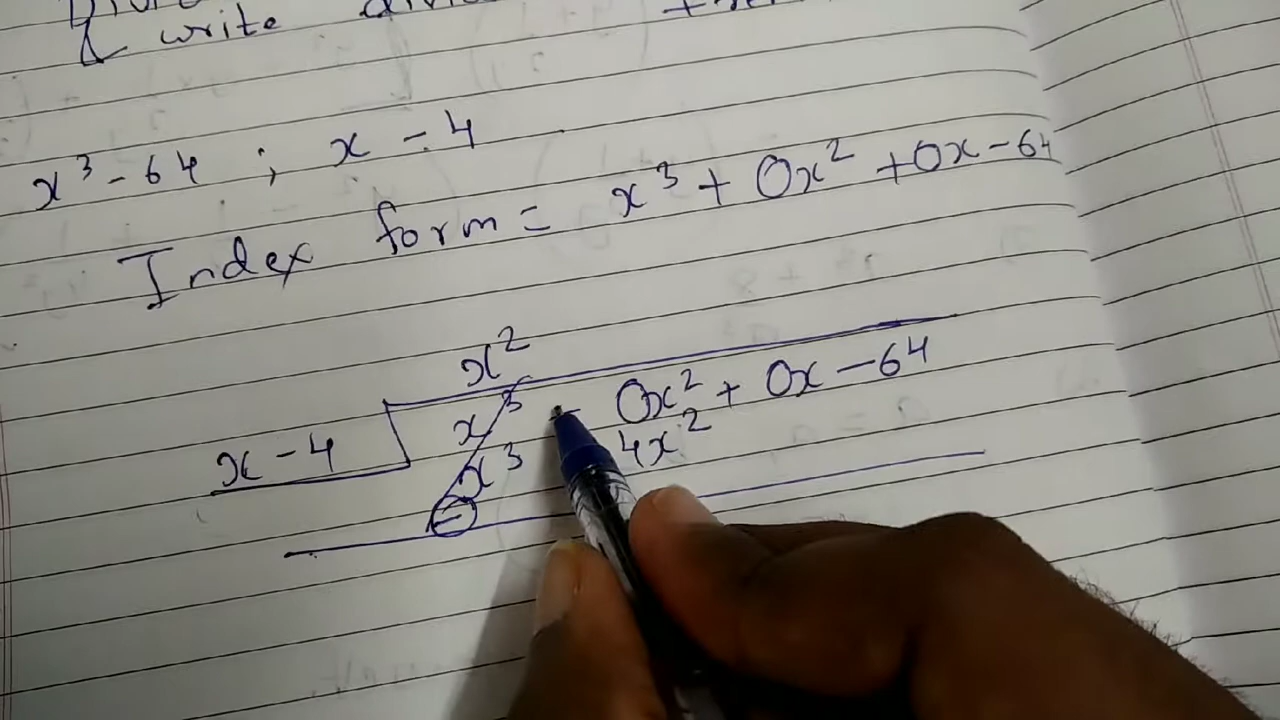 write
x³ - 64 ; x - 4
Index form = x³ + 0x² + 0x - 64
x²
x - 4 x³ + 0x² + 0x - 64
x³ 4x²
-